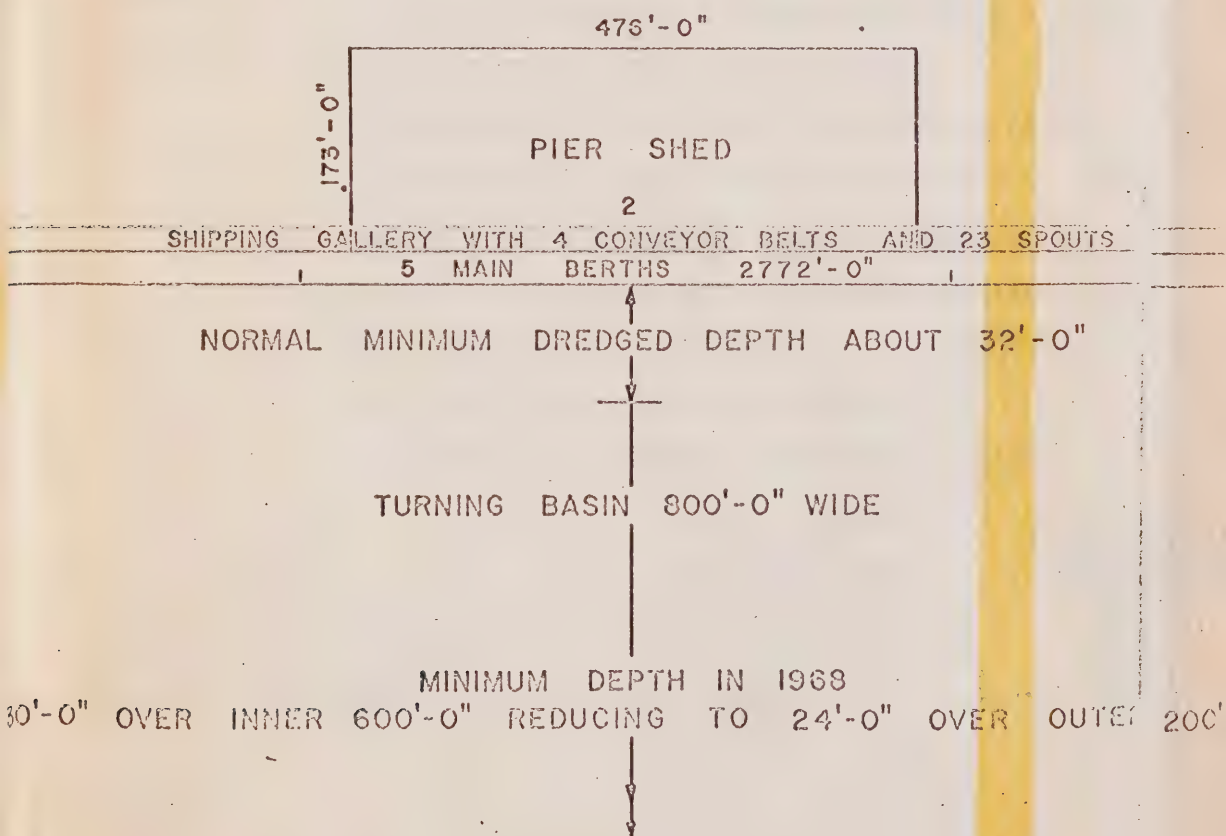 476'-0"
173'-0"
PIER SHED
2
SHIPPING GALLERY WITH 4 CONVEYOR BELTS AND 23 SPOUTS
5 MAIN BERTHS 2772'-0"
NORMAL MINIMUM DREDGED DEPTH ABOUT 32'-0"
TURNING BASIN 800'-0" WIDE
MINIMUM DEPTH IN 1968
30'-0" OVER INNER 600'-0" REDUCING TO 24'-0" OVER OUTER 200'